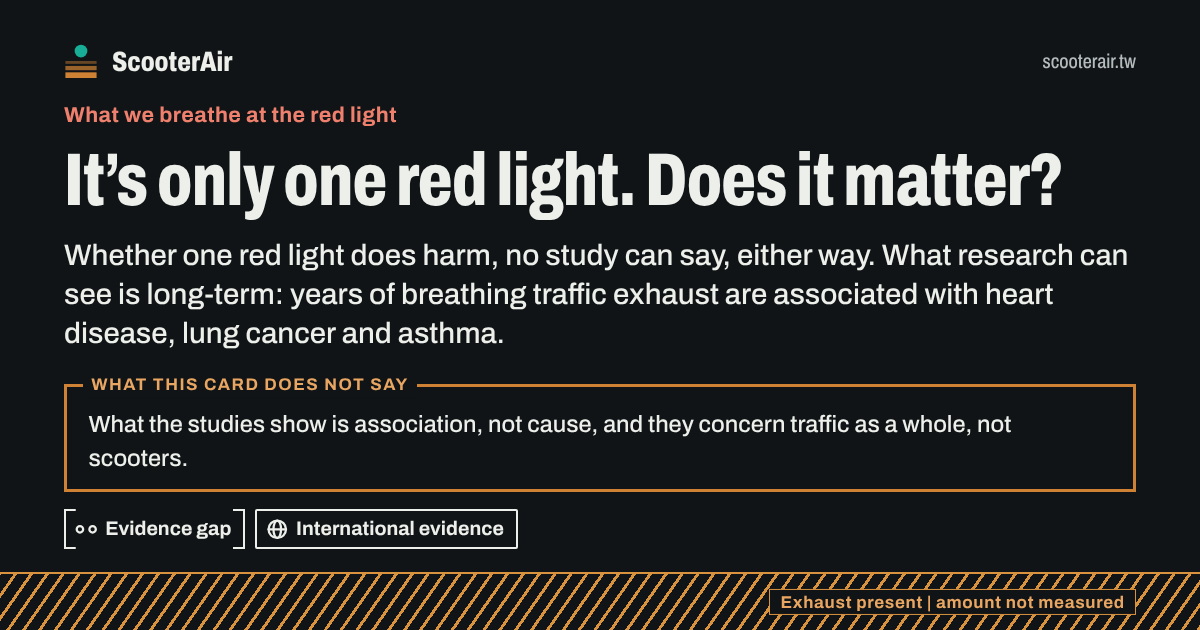 ScooterAir
scooterair.tw
What we breathe at the red light
It’s only one red light. Does it matter?
Whether one red light does harm, no study can say, either way. What research can
see is long-term: years of breathing traffic exhaust are associated with heart
disease, lung cancer and asthma.
WHAT THIS CARD DOES NOT SAY
What the studies show is association, not cause, and they concern traffic as a whole, not
scooters.
Evidence gap
International evidence
Exhaust present | amount not measured